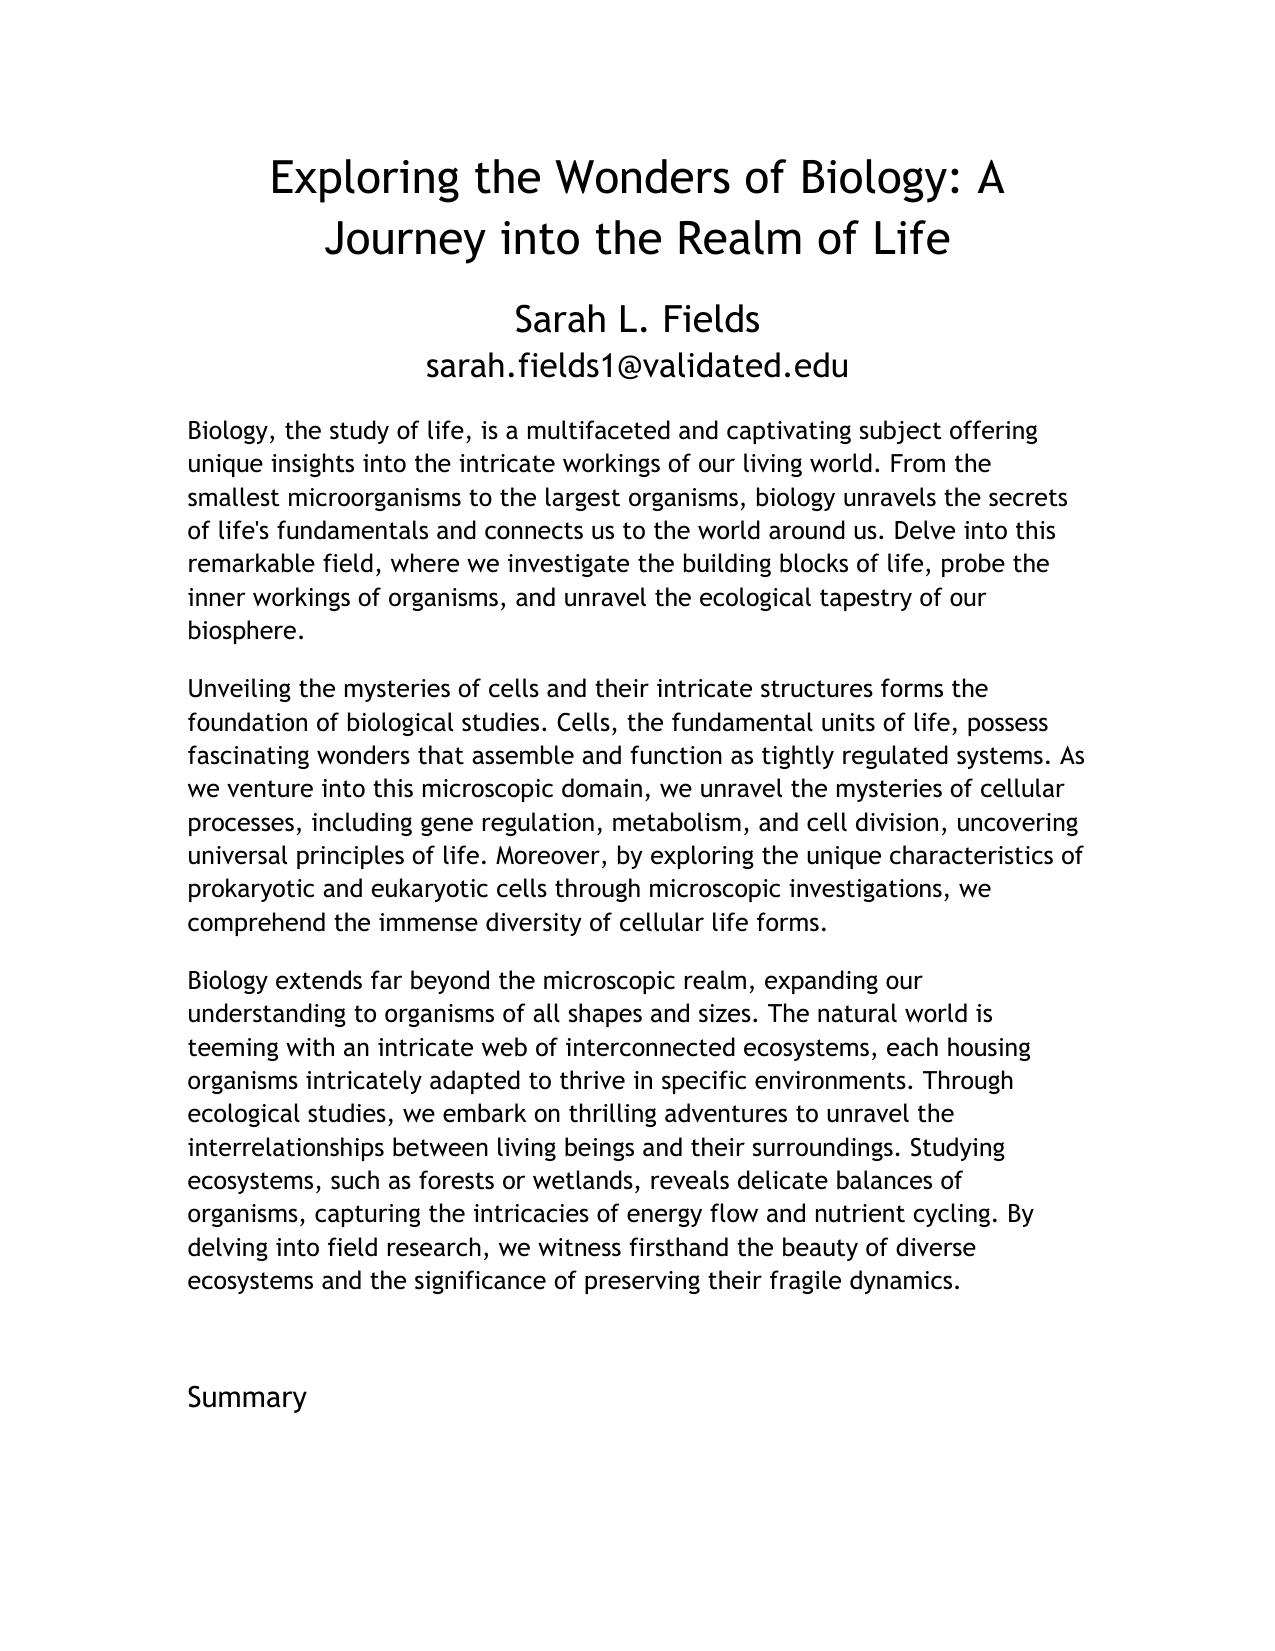 Exploring the Wonders of Biology: A
Journey into the Realm of Life
Sarah L. Fields
sarah.fields1@validated.edu
Biology, the study of life, is a multifaceted and captivating subject offering
unique insights into the intricate workings of our living world. From the
smallest microorganisms to the largest organisms, biology unravels the secrets
of life's fundamentals and connects us to the world around us. Delve into this
remarkable field, where we investigate the building blocks of life, probe the
inner workings of organisms, and unravel the ecological tapestry of our
biosphere.
Unveiling the mysteries of cells and their intricate structures forms the
foundation of biological studies. Cells, the fundamental units of life, possess
fascinating wonders that assemble and function as tightly regulated systems. As
we venture into this microscopic domain, we unravel the mysteries of cellular
processes, including gene regulation, metabolism, and cell division, uncovering
universal principles of life. Moreover, by exploring the unique characteristics of
prokaryotic and eukaryotic cells through microscopic investigations, we
comprehend the immense diversity of cellular life forms.
Biology extends far beyond the microscopic realm, expanding our
understanding to organisms of all shapes and sizes. The natural world is
teeming with an intricate web of interconnected ecosystems, each housing
organisms intricately adapted to thrive in specific environments. Through
ecological studies, we embark on thrilling adventures to unravel the
interrelationships between living beings and their surroundings. Studying
ecosystems, such as forests or wetlands, reveals delicate balances of
organisms, capturing the intricacies of energy flow and nutrient cycling. By
delving into field research, we witness firsthand the beauty of diverse
ecosystems and the significance of preserving their fragile dynamics.
Summary